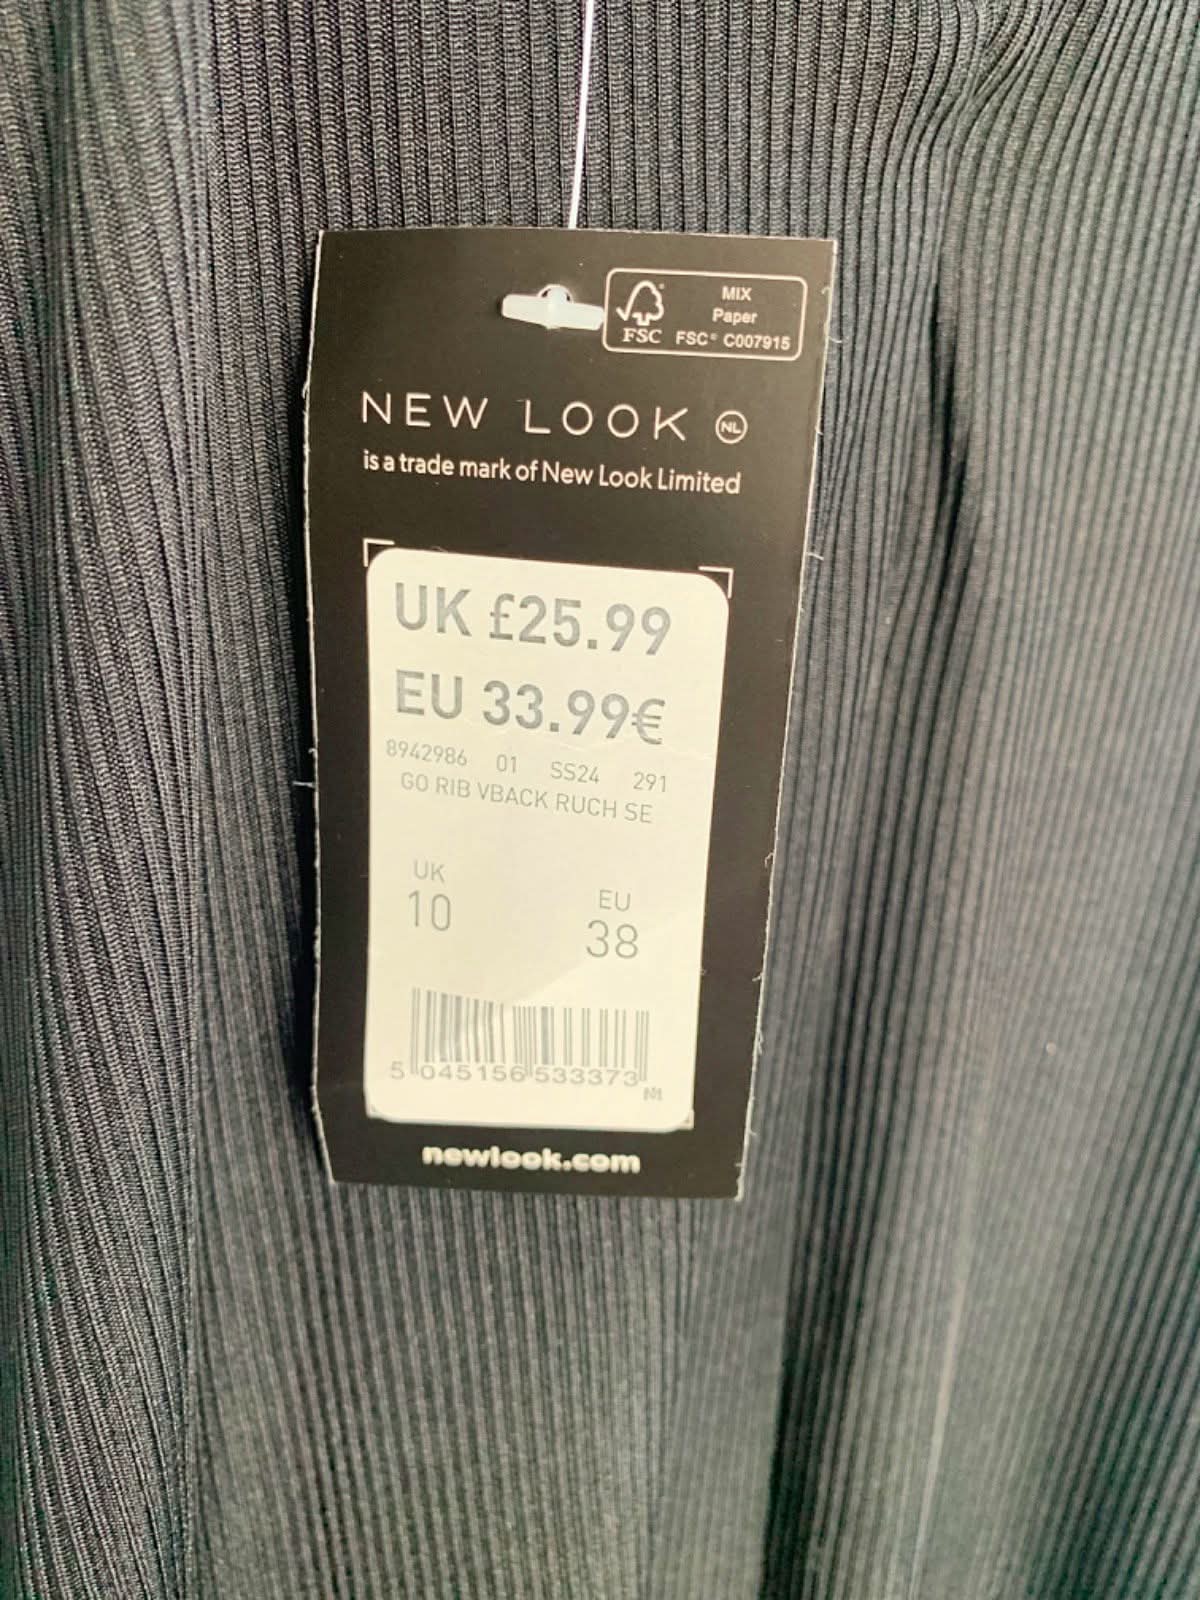 MIX
Paper
FSC FSC® C007915
NEW LOOK NL
is a trade mark of New Look Limited
UK £25.99
EU 33.99€
8942986 01 SS24 291
GO RIB VBACK RUCH SE
UK EU
10 38
5 045156 533373
newlook.com